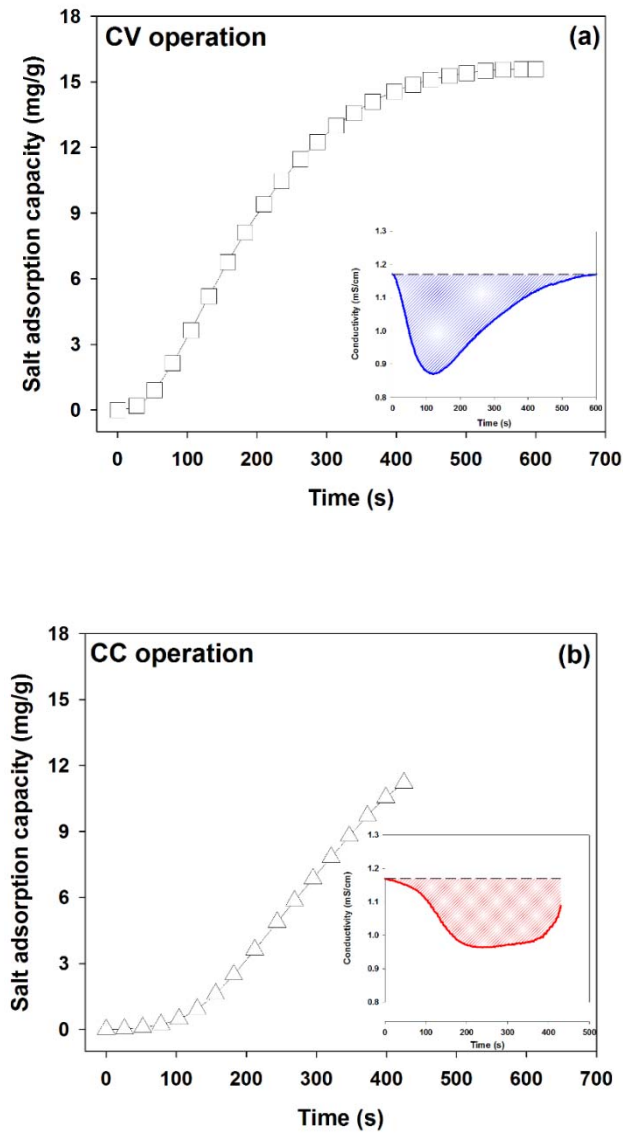 CV operation
(a)
Salt adsorption capacity (mg/g)
18
15
12
9
6
3
0
0 100 200 300 400 500 600 700
Time (s)
Conductivity (mS/cm)
1.3
1.2
1.1
1.0
0.9
0.8
0 100 200 300 400 500 600
Time (s)
CC operation
(b)
Salt adsorption capacity (mg/g)
18
15
12
9
6
3
0
0 100 200 300 400 500 600 700
Time (s)
Conductivity (mS/cm)
1.3
1.2
1.1
1.0
0.9
0.8
0 100 200 300 400 500
Time (s)